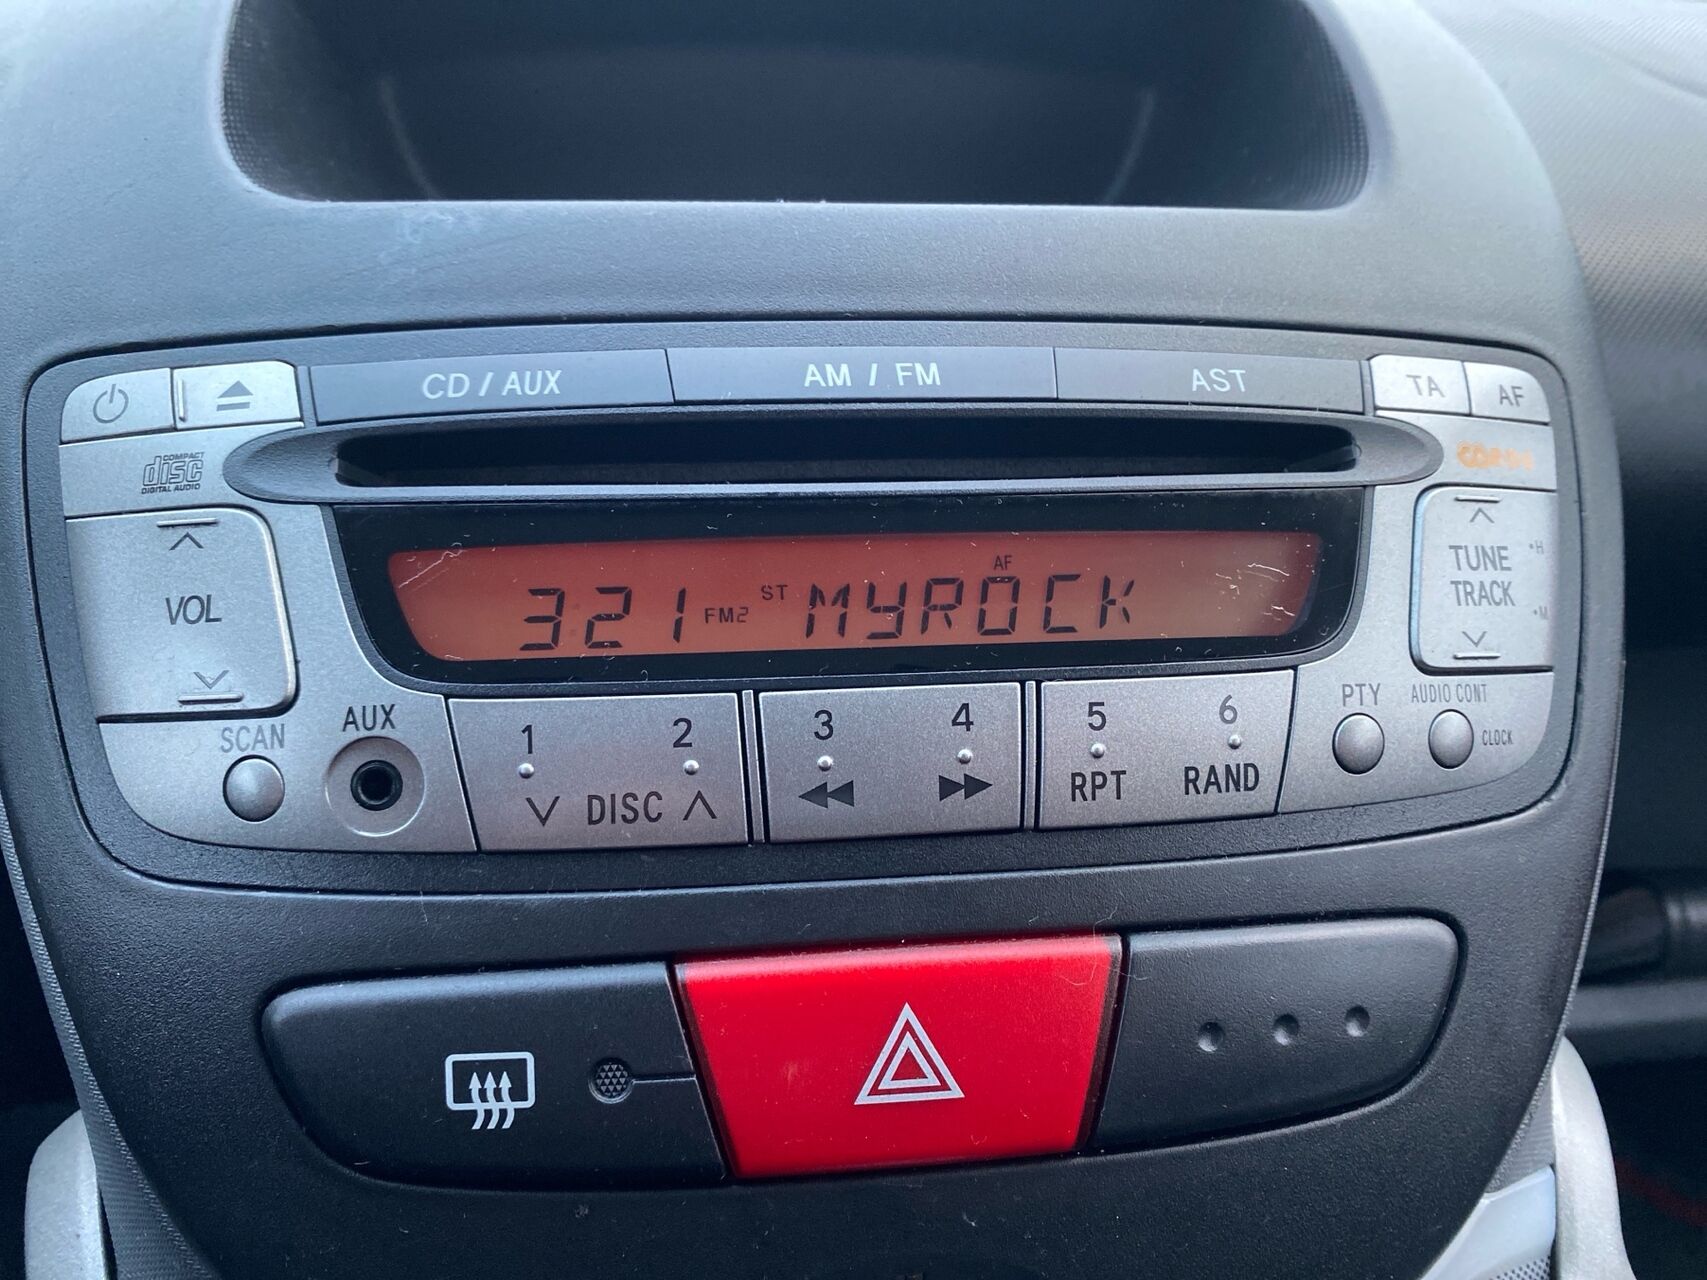 CD / AUX AM / FM AST TA AF
COMPACT
disc
DIGITAL AUDIO
VOL
321 FM2 ST MYROCK AF
TUNE
TRACK
•H
•M
SCAN
AUX
1 2
DISC
3 4
5 6
RPT RAND
PTY
AUDIO CONT
CLOCK